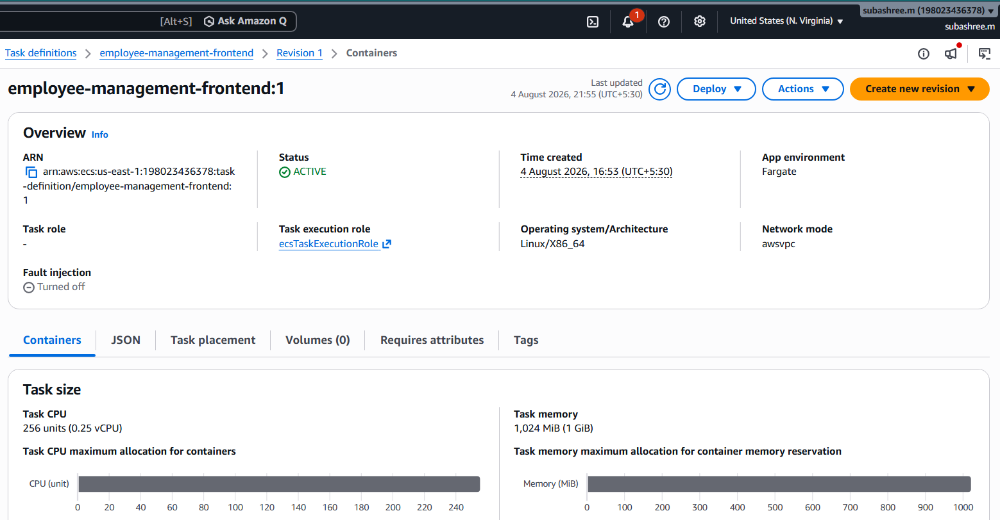 [Alt+S] Ask Amazon Q
1
United States (N. Virginia)
subashree.m (198023436378)
subashree.m
Task definitions
employee-management-frontend
Revision 1
Containers
employee-management-frontend:1
Last updated
4 August 2026, 21:55 (UTC+5:30)
Deploy
Actions
Create new revision
Overview Info
ARN
arn:aws:ecs:us-east-1:198023436378:task
-definition/employee-management-frontend:
1
Status
ACTIVE
Time created
4 August 2026, 16:53 (UTC+5:30)
App environment
Fargate
Task role
-
Task execution role
ecsTaskExecutionRole
Operating system/Architecture
Linux/X86_64
Network mode
awsvpc
Fault injection
Turned off
Containers
JSON
Task placement
Volumes (0)
Requires attributes
Tags
Task size
Task CPU
256 units (0.25 vCPU)
Task CPU maximum allocation for containers
CPU (unit)
0 20 40 60 80 100 120 140 160 180 200 220 240
Task memory
1,024 MiB (1 GiB)
Task memory maximum allocation for container memory reservation
Memory (MiB)
0 100 200 300 400 500 600 700 800 900 1000